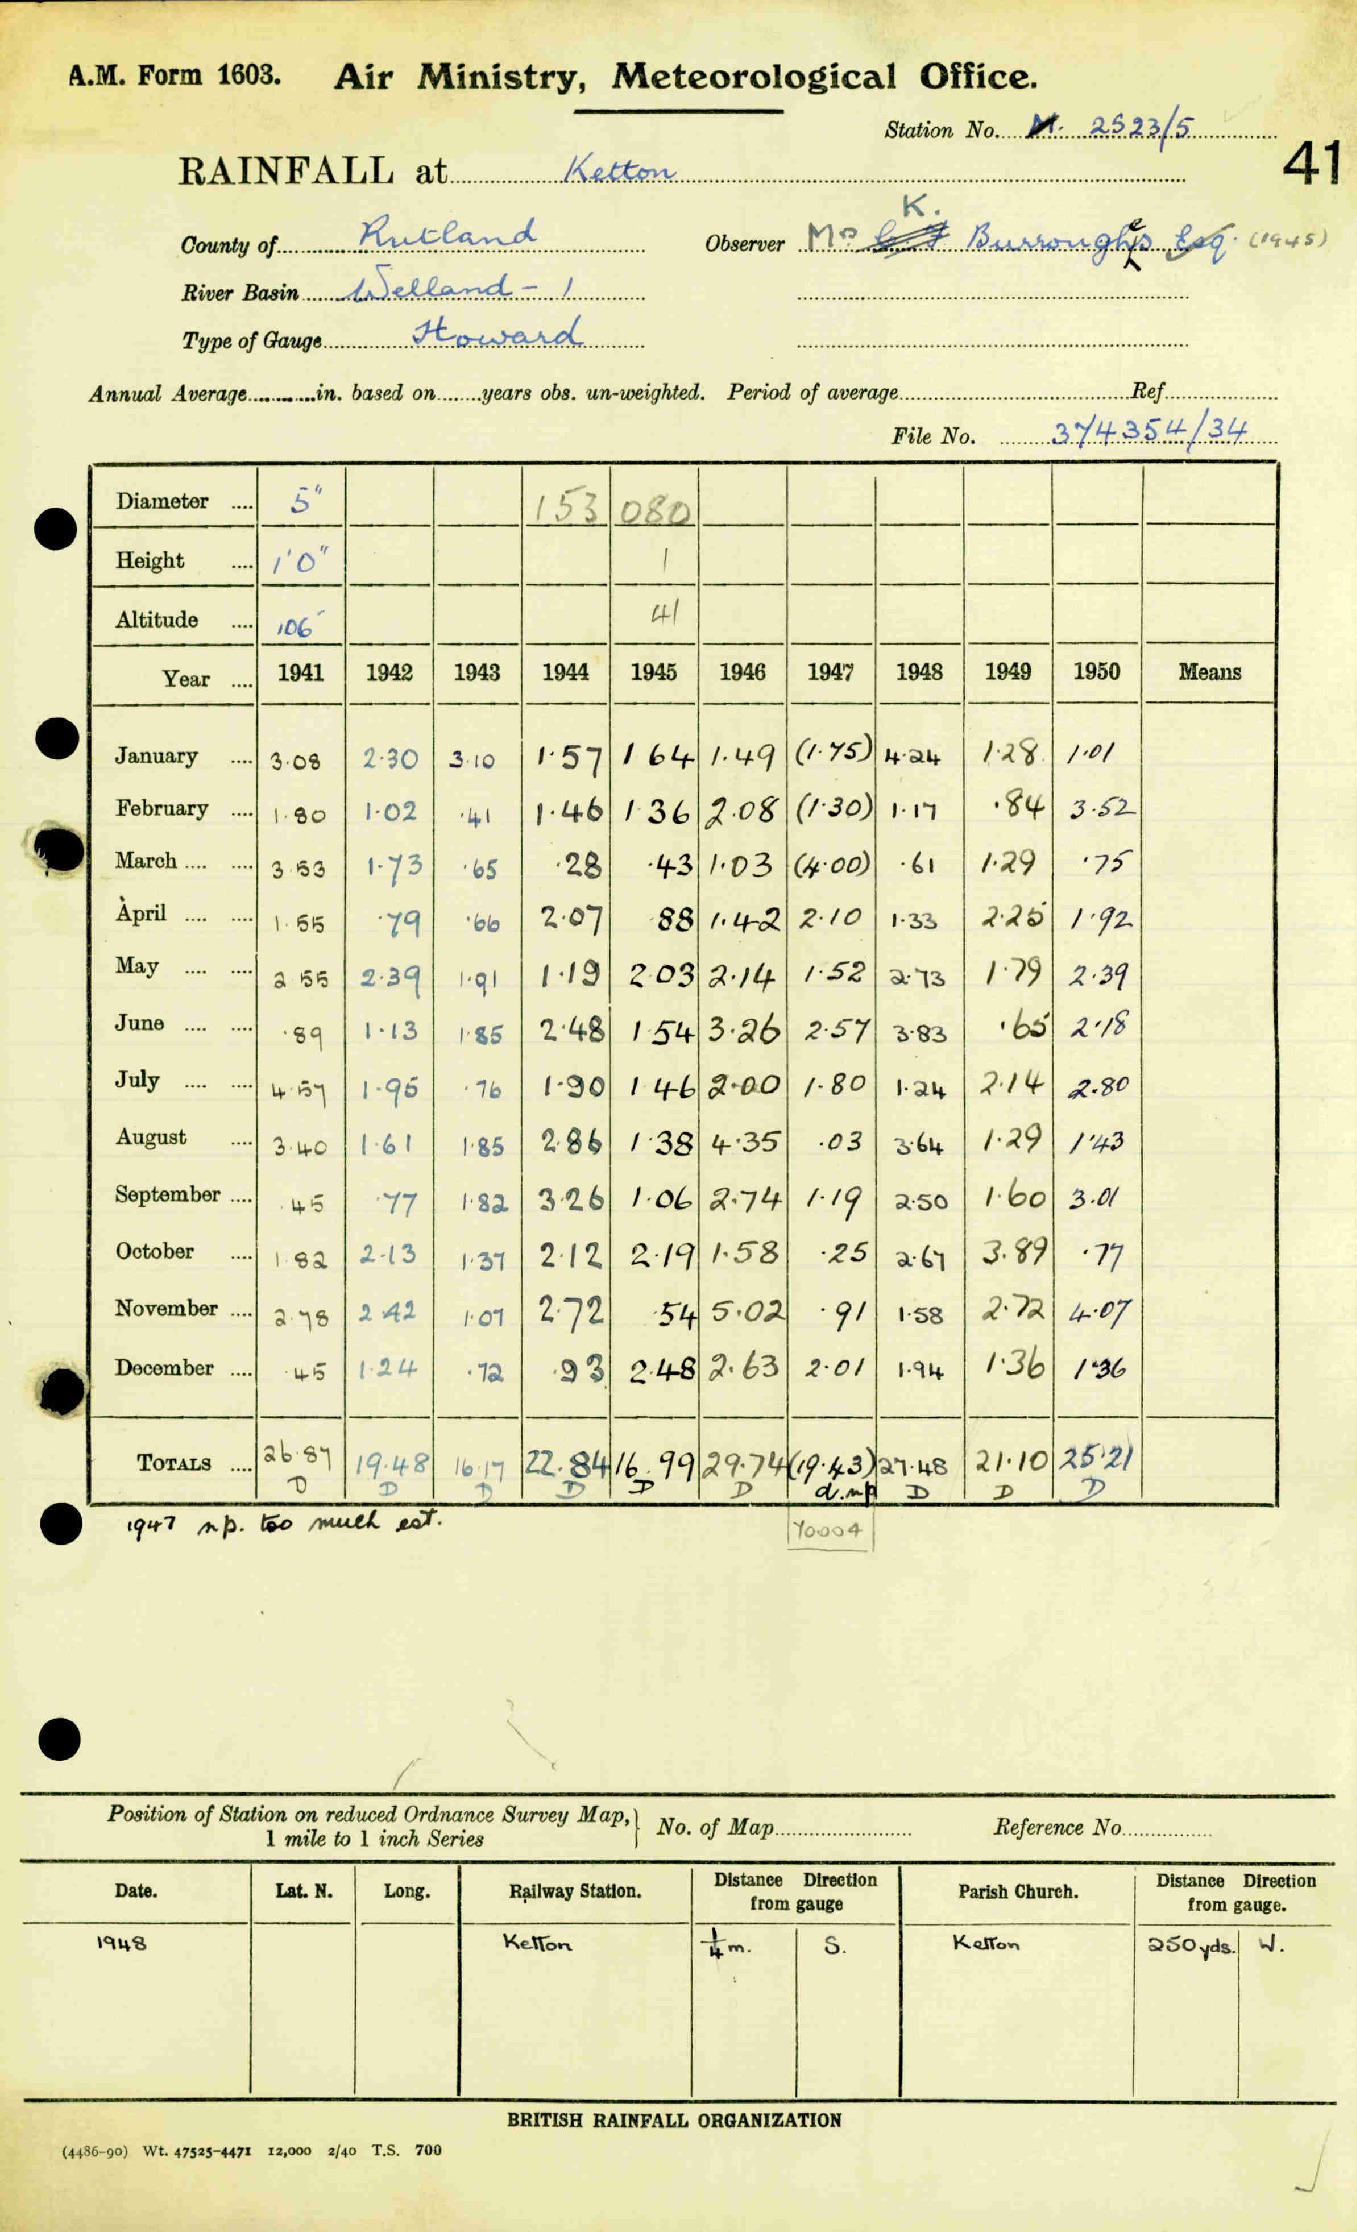 A.M. Form 1603. Air Ministry, Meteorological Office.
Station No. M. 2523/5
41
RAINFALL at Ketton
K.
County of Rutland Observer Mrs Burroughes Esq. (1945)
River Basin Welland - 1
Type of Gauge Howard
Annual Average in. based on years obs. un-weighted. Period of average Ref.
File No. 374354/34
Diameter 5" 153 080
Height 1'0" 1
Altitude 106' 41
Year 1941 1942 1943 1944 1945 1946 1947 1948 1949 1950 Means
January 3·08 2·30 3·10 1·57 1 64 1·49 (1·75) 4·24 1·28 1·01
February 1·80 1·02 ·41 1·46 1 36 2·08 (1·30) 1·17 ·84 3·52
March 3 53 1·73 ·65 ·28 ·43 1·03 (4·00) ·61 1·29 ·75
April 1·55 ·79 ·66 2·07 88 1·42 2·10 1·33 2·25 1·92
May 2 55 2·39 1·91 1·19 2·03 2·14 1·52 2·73 1·79 2·39
June ·89 1·13 1·85 2·48 1 54 3·26 2·57 3·83 ·65 2·18
July 4·57 1·95 ·76 1·90 1 46 2·00 1·80 1·24 2·14 2·80
August 3·40 1·61 1·85 2·86 1·38 4·35 ·03 3·64 1·29 1·43
September ·45 ·77 1·82 3·26 1·06 2·74 1·19 2·50 1·60 3·01
October 1·82 2·13 1·37 2·12 2·19 1·58 ·25 2·67 3·89 ·77
November 2·78 2 42 1·07 2·72 ·54 5·02 ·91 1·58 2·72 4·07
December ·45 1·24 ·72 ·93 2·48 2·63 2·01 1·94 1·36 1·36
TOTALS 26·87 19·48 16·17 22·84 16·99 29·74 (19·43) 27·48 21·10 25·21
D D D D D D d.np D D D
1947 n.p. too much est. 70004
Position of Station on reduced Ordnance Survey Map, 1 mile to 1 inch Series No. of Map Reference No.
Date. Lat. N. Long. Railway Station. Distance Direction from gauge Parish Church. Distance Direction from gauge.
1948 Ketton 1/4 m. S. Ketton 250 yds. W.
BRITISH RAINFALL ORGANIZATION
(4486-90) Wt. 47525-4471 12,000 2/40 T.S. 700